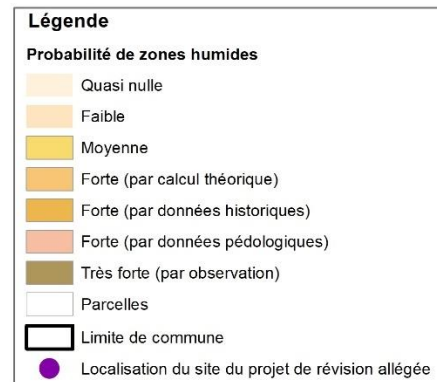 Légende
Probabilité de zones humides
Quasi nulle
Faible
Moyenne
Forte (par calcul théorique)
Forte (par données historiques)
Forte (par données pédologiques)
Très forte (par observation)
Parcelles
Limite de commune
Localisation du site du projet de révision allégée